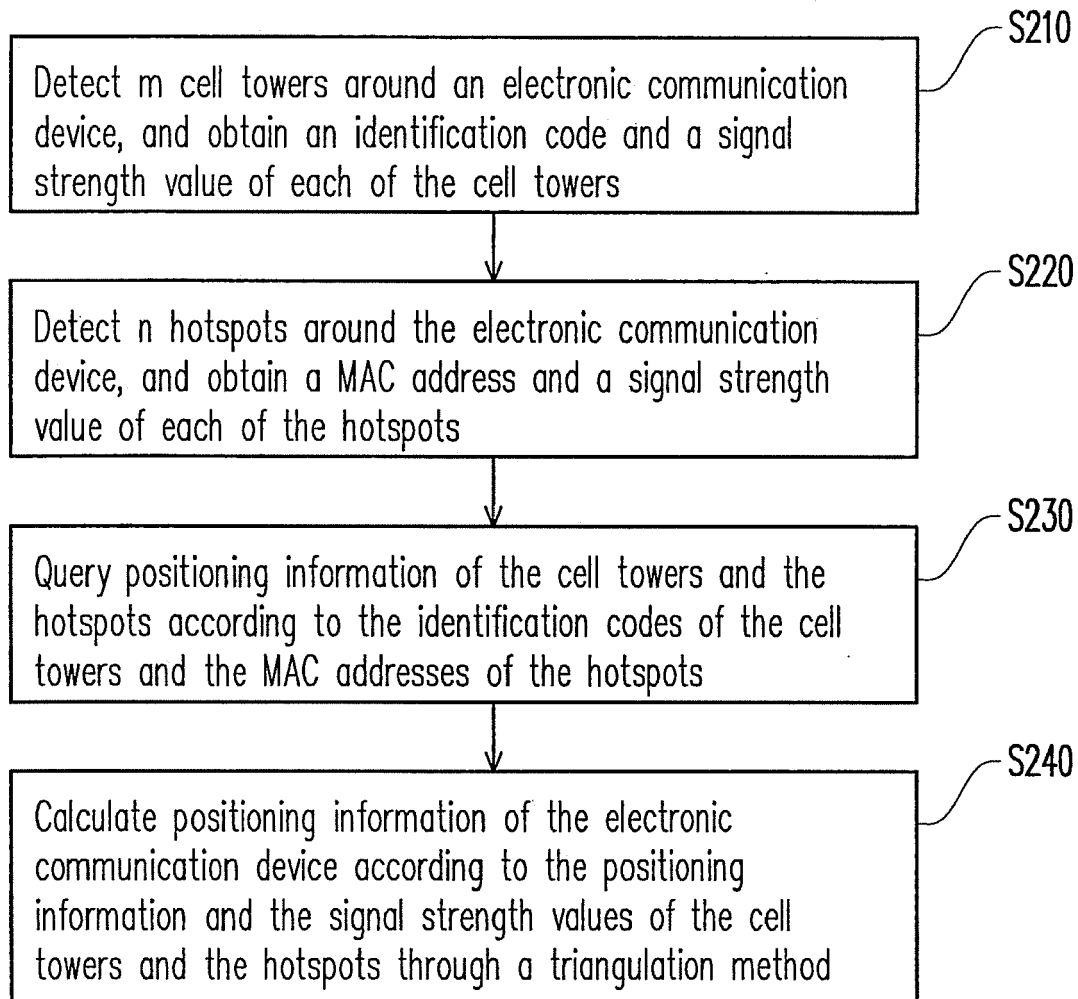 S210
Detect m cell towers around an electronic communication
device, and obtain an identification code and a signal
strength value of each of the cell towers
S220
Detect n hotspots around the electronic communication
device, and obtain a MAC address and a signal strength
value of each of the hotspots
S230
Query positioning information of the cell towers and the
hotspots according to the identification codes of the cell
towers and the MAC addresses of the hotspots
S240
Calculate positioning information of the electronic
communication device according to the positioning
information and the signal strength values of the cell
towers and the hotspots through a triangulation method